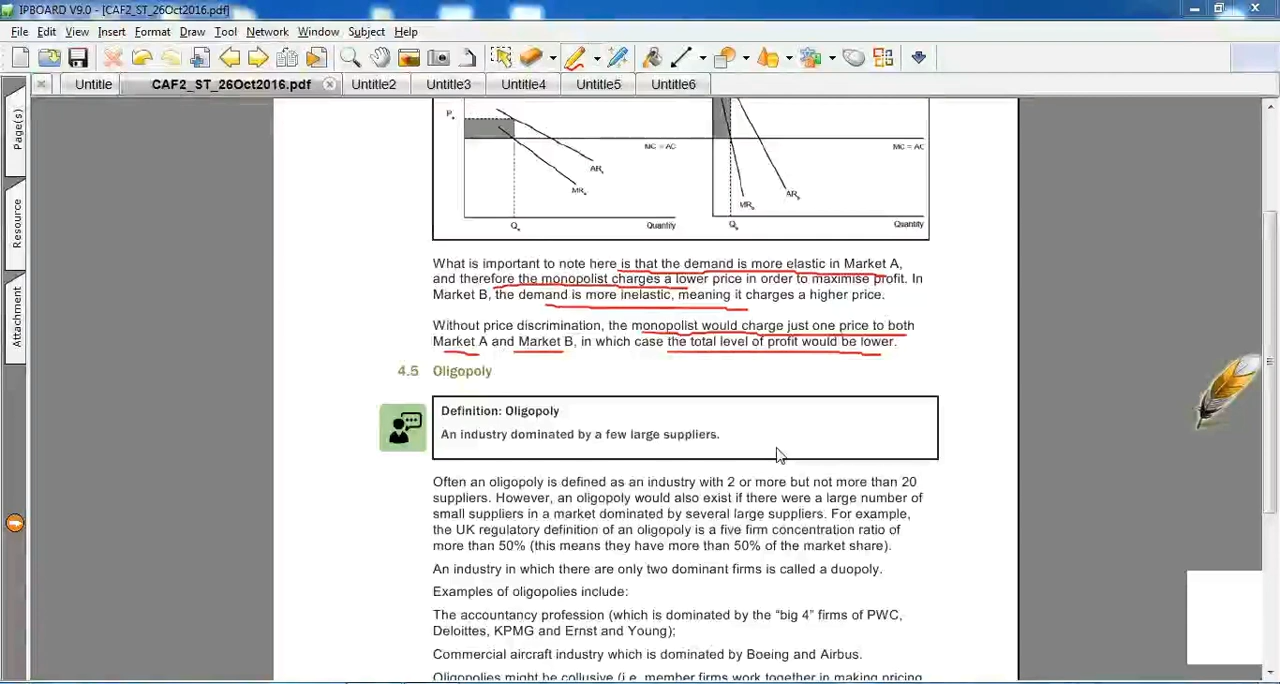 IPBOARD V9.0 - [CAF2_ST_26Oct2016.pdf]
File Edit View Insert Format Draw Tool Network Window Subject Help
Untitle CAF2_ST_26Oct2016.pdf Untitle2 Untitle3 Untitle4 Untitle5 Untitle6
Page(s)
Resource
Attachment
MC = AC
MC = AC
Quantity
Quantity
What is important to note here is that the demand is more elastic in Market A,
and therefore the monopolist charges a lower price in order to maximise profit. In
Market B, the demand is more inelastic, meaning it charges a higher price.
Without price discrimination, the monopolist would charge just one price to both
Market A and Market B, in which case the total level of profit would be lower.
4.5 Oligopoly
Definition: Oligopoly
An industry dominated by a few large suppliers.
Often an oligopoly is defined as an industry with 2 or more but not more than 20
suppliers. However, an oligopoly would also exist if there were a large number of
small suppliers in a market dominated by several large suppliers. For example,
the UK regulatory definition of an oligopoly is a five firm concentration ratio of
more than 50% (this means they have more than 50% of the market share).
An industry in which there are only two dominant firms is called a duopoly.
Examples of oligopolies include:
The accountancy profession (which is dominated by the “big 4” firms of PWC,
Deloittes, KPMG and Ernst and Young);
Commercial aircraft industry which is dominated by Boeing and Airbus.
Oligopolies might be collusive (i.e. member firms work together in making pricing